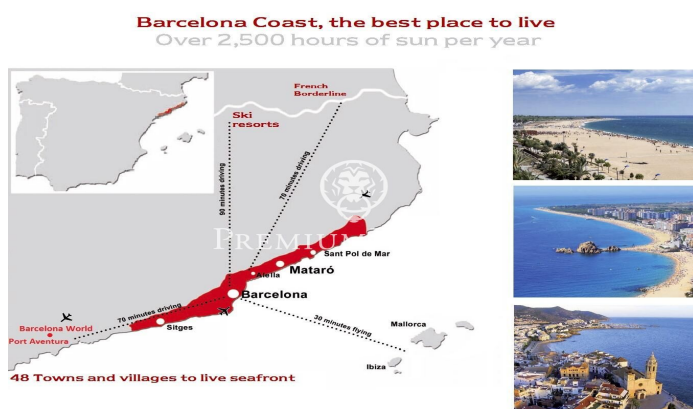 Barcelona Coast, the best place to live
Over 2,500 hours of sun per year
French
Borderline
Ski
resorts
90 minutes driving
70 minutes driving
PREMIUM
Sant Pol de Mar
Mataró
Alella
Barcelona
70 minutes driving
30 minutes flying
Barcelona World
Port Aventura
Sitges
Mallorca
Ibiza
48 Towns and villages to live seafront